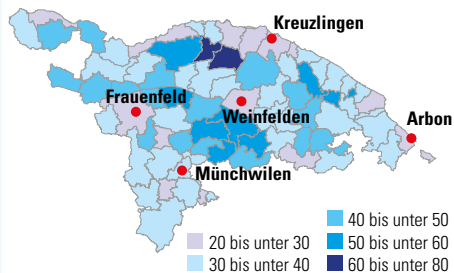 Kreuzlingen
Frauenfeld
Weinfelden
Arbon
Münchwilen
40 bis unter 50
20 bis unter 30
50 bis unter 60
30 bis unter 40
60 bis unter 80